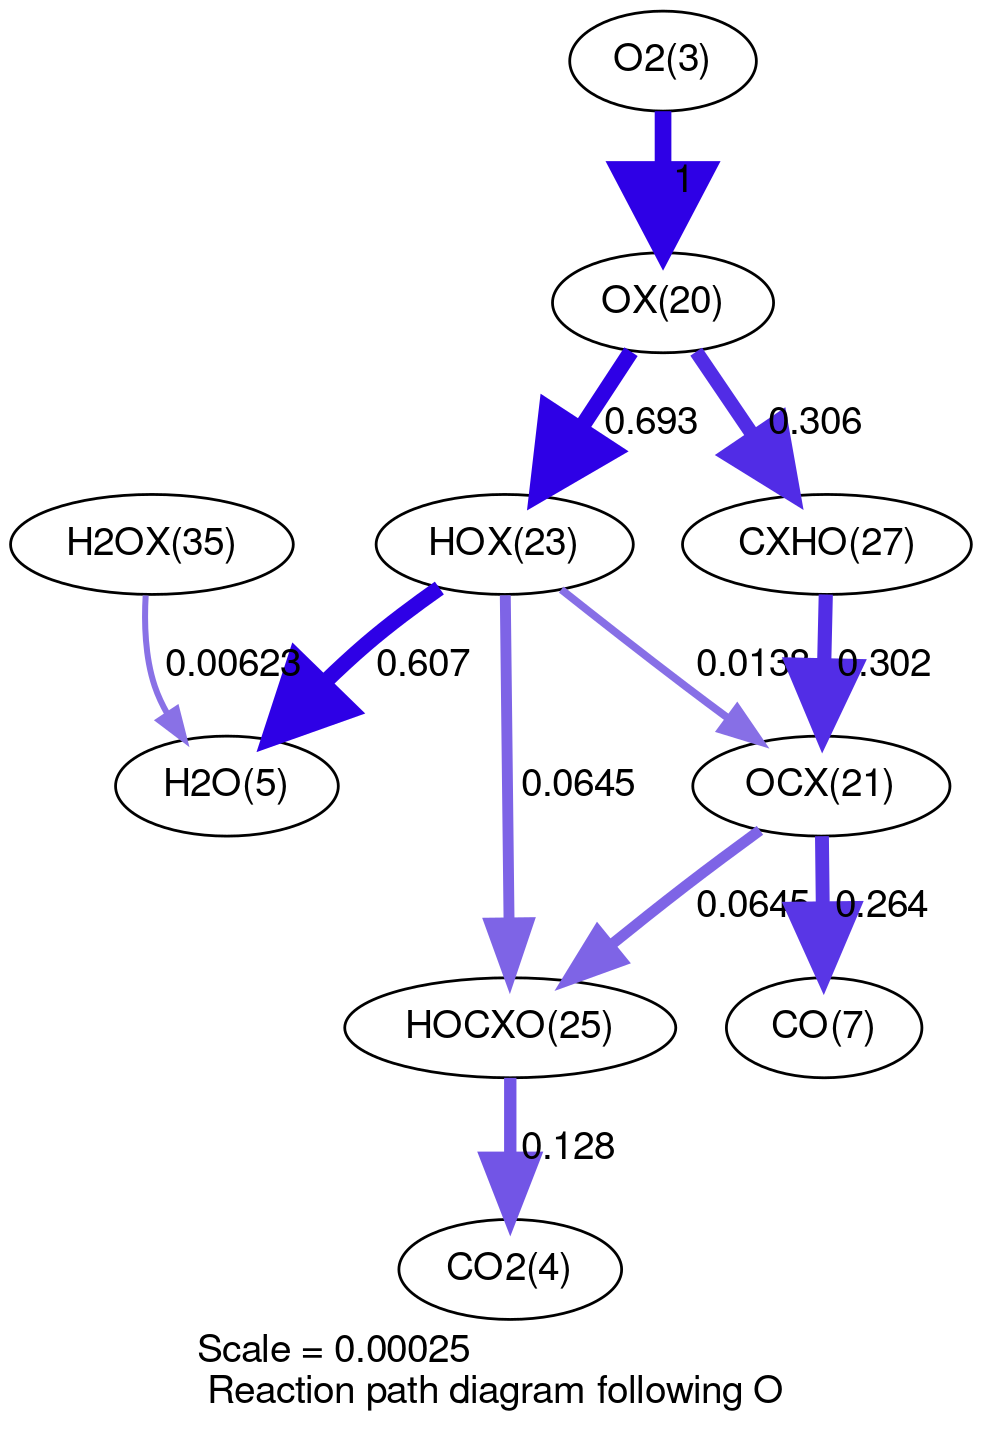 O2(3)
1
OX(20)
0.693
0.306
H2OX(35)
HOX(23)
CXHO(27)
0.00623
0.607
0.302
H2O(5)
0.0645
OCX(21)
0.0645
0.264
HOCXO(25)
CO(7)
0.128
CO2(4)
Scale = 0.00025
Reaction path diagram following O